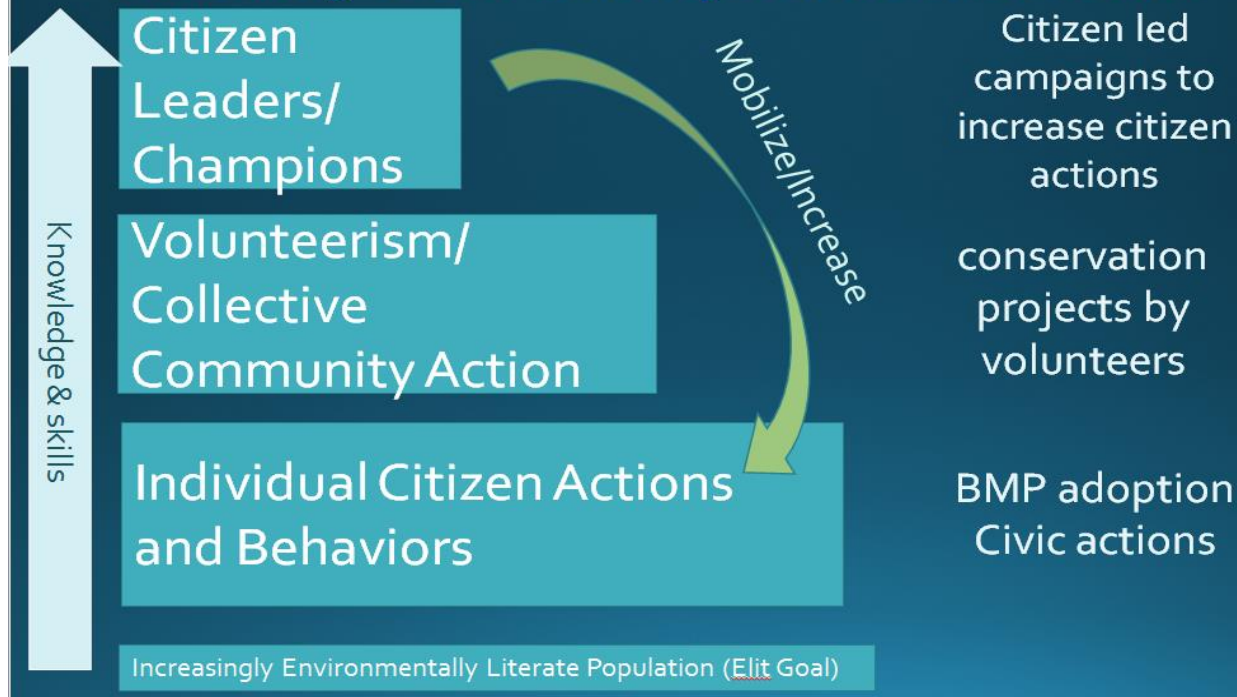 Citizen
Leaders/
Champions
Mobilize/Increase
Citizen led
campaigns to
increase citizen
actions
Knowledge & skills
Volunteerism/
Collective
Community Action
conservation
projects by
volunteers
Individual Citizen Actions
and Behaviors
BMP adoption
Civic actions
Increasingly Environmentally Literate Population (Elit Goal)